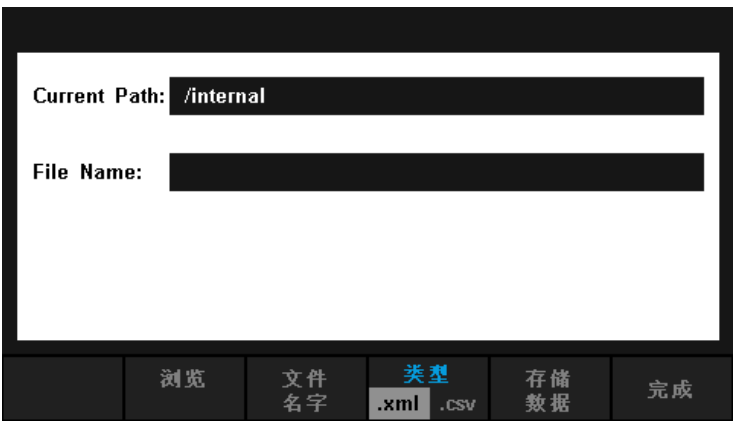 Current Path: /internal
File Name:
浏览
文件
名字
类型
.xml .csv
存储
数据
完成